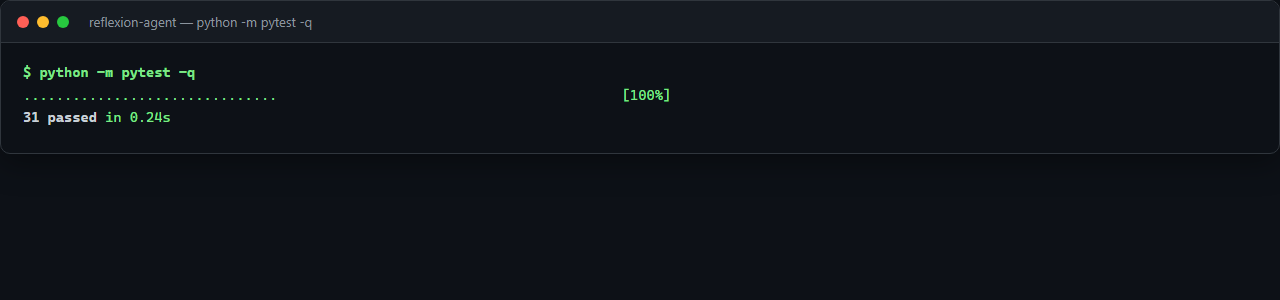 reflexion-agent — python -m pytest -q
$ python -m pytest -q
............................... [100%]
31 passed in 0.24s